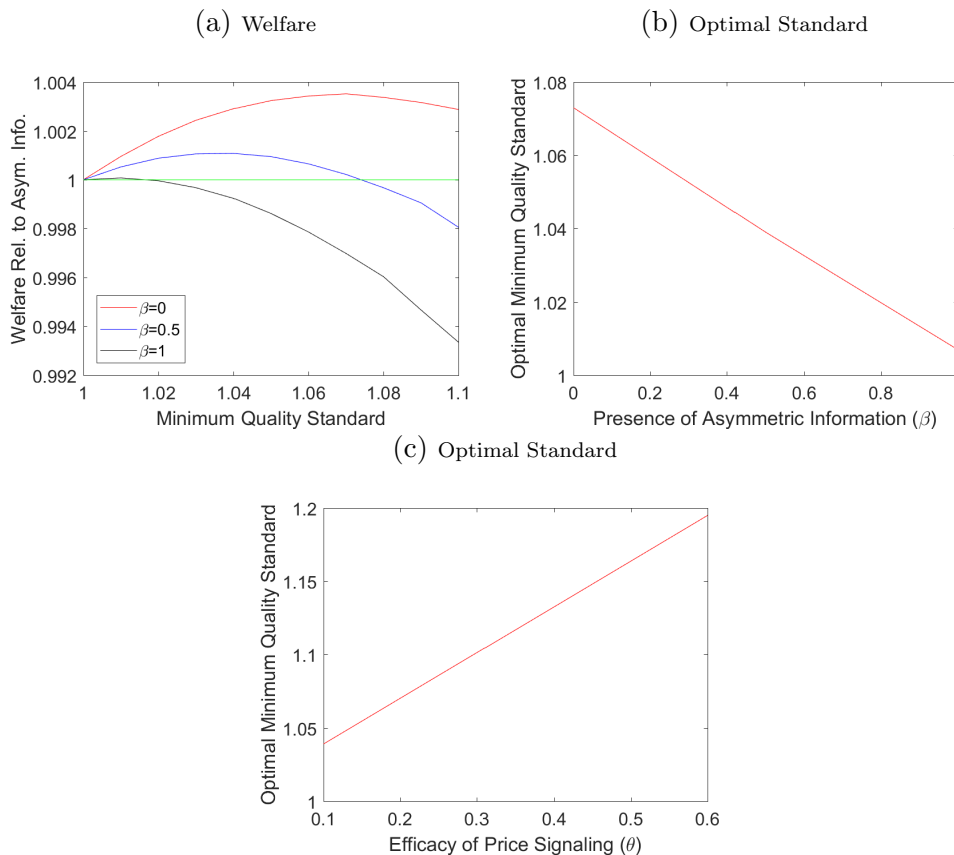 (a) Welfare
1.004
1.002
1
0.998
0.996
0.994
0.992
Welfare Rel. to Asym. Info.
β=0
β=0.5
β=1
1 1.02 1.04 1.06 1.08 1.1
Minimum Quality Standard
(b) Optimal Standard
1.08
1.06
1.04
1.02
1
Optimal Minimum Quality Standard
0 0.2 0.4 0.6 0.8
Presence of Asymmetric Information (β)
(c) Optimal Standard
1.2
1.15
1.1
1.05
1
Optimal Minimum Quality Standard
0.1 0.2 0.3 0.4 0.5 0.6
Efficacy of Price Signaling (θ)